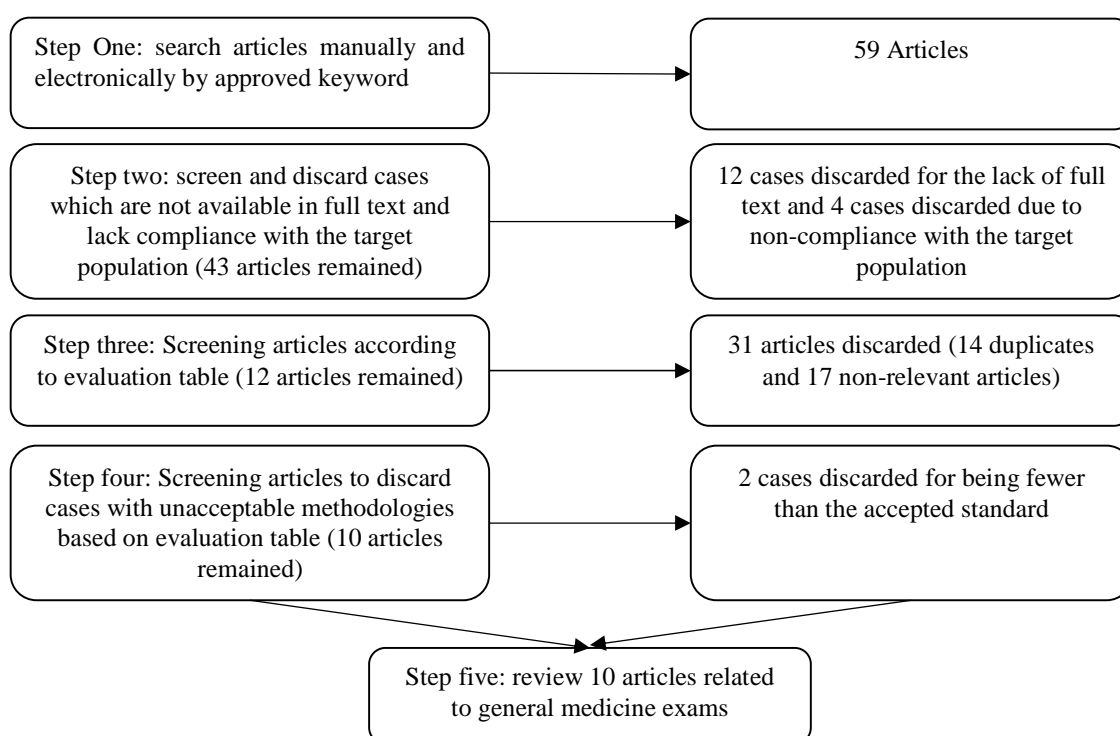 Step One: search articles manually and
electronically by approved keyword
59 Articles
Step two: screen and discard cases
which are not available in full text and
lack compliance with the target
population (43 articles remained)
12 cases discarded for the lack of full
text and 4 cases discarded due to
non-compliance with the target
population
Step three: Screening articles according
to evaluation table (12 articles remained)
31 articles discarded (14 duplicates
and 17 non-relevant articles)
Step four: Screening articles to discard
cases with unacceptable methodologies
based on evaluation table (10 articles
remained)
2 cases discarded for being fewer
than the accepted standard
Step five: review 10 articles related
to general medicine exams